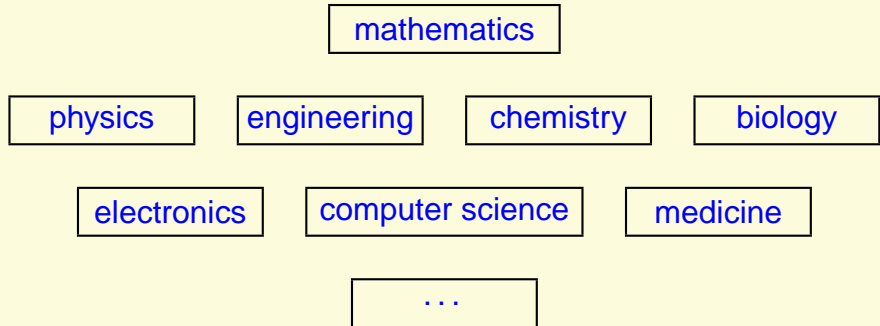 mathematics
physics engineering chemistry biology
electronics computer science medicine
...